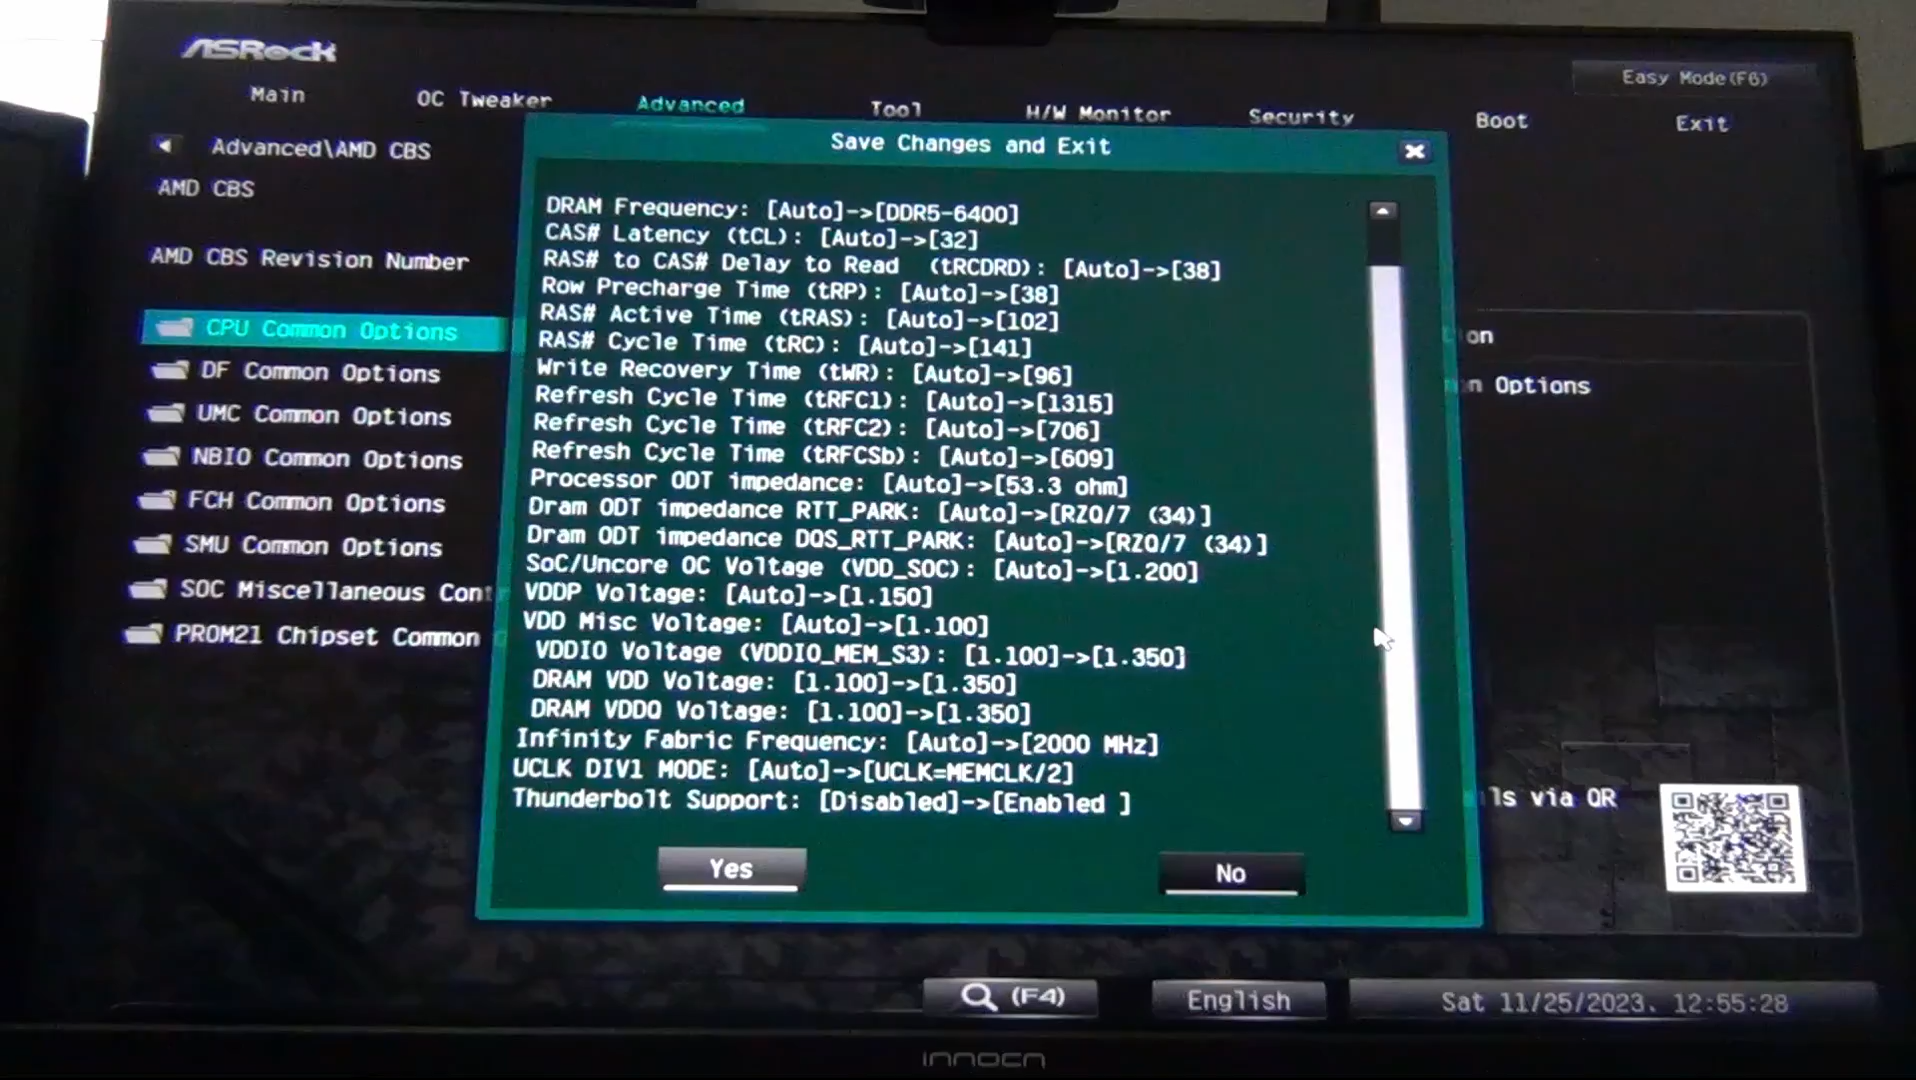 ASRock
Easy Mode(F6)
Main
OC Tweaker
Advanced
Tool
H/W Monitor
Security
Boot
Exit
Advanced\AMD CBS
AMD CBS
AMD CBS Revision Number
CPU Common Options
DF Common Options
UMC Common Options
NBIO Common Options
FCH Common Options
SMU Common Options
SOC Miscellaneous Cont
PROM21 Chipset Common
Save Changes and Exit
DRAM Frequency: [Auto]->[DDR5-6400]
CAS# Latency (tCL): [Auto]->[32]
RAS# to CAS# Delay to Read (tRCDRD): [Auto]->[38]
Row Precharge Time (tRP): [Auto]->[38]
RAS# Active Time (tRAS): [Auto]->[102]
RAS# Cycle Time (tRC): [Auto]->[141]
Write Recovery Time (tWR): [Auto]->[96]
Refresh Cycle Time (tRFC1): [Auto]->[1315]
Refresh Cycle Time (tRFC2): [Auto]->[706]
Refresh Cycle Time (tRFCSb): [Auto]->[609]
Processor ODT impedance: [Auto]->[53.3 ohm]
Dram ODT impedance RTT_PARK: [Auto]->[RZQ/7 (34)]
Dram ODT impedance DQS_RTT_PARK: [Auto]->[RZQ/7 (34)]
SoC/Uncore OC Voltage (VDD_SOC): [Auto]->[1.200]
VDDP Voltage: [Auto]->[1.150]
VDD Misc Voltage: [Auto]->[1.100]
VDDIO Voltage (VDDIO_MEM_S3): [1.100]->[1.350]
DRAM VDD Voltage: [1.100]->[1.350]
DRAM VDDQ Voltage: [1.100]->[1.350]
Infinity Fabric Frequency: [Auto]->[2000 MHz]
UCLK DIV1 MODE: [Auto]->[UCLK=MEMCLK/2]
Thunderbolt Support: [Disabled]->[Enabled ]
Yes
No
on
n Options
ls via QR
(F4)
English
Sat 11/25/2023. 12:55:28
INNOCN